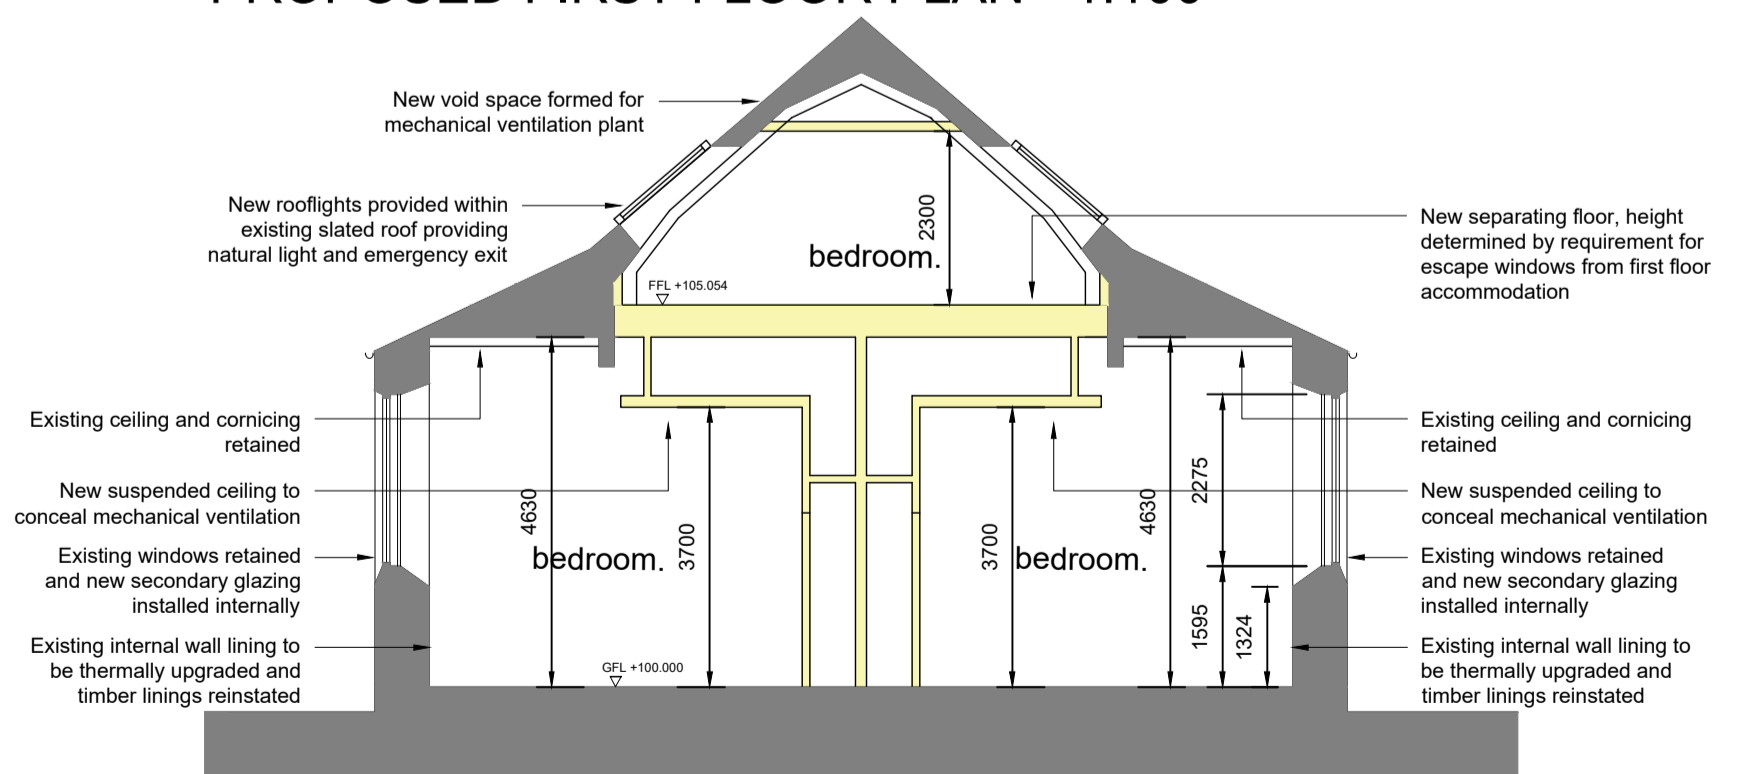 PROPOSED FIRST FLOOR PLAN - 1:100
New void space formed for
mechanical ventilation plant
New rooflights provided within
existing slated roof providing
natural light and emergency exit
2300
bedroom.
FFL +105.054
New separating floor, height
determined by requirement for
escape windows from first floor
accommodation
Existing ceiling and cornicing
retained
New suspended ceiling to
conceal mechanical ventilation
Existing windows retained
and new secondary glazing
installed internally
Existing internal wall lining to
be thermally upgraded and
timber linings reinstated
4630
bedroom.
3700
GFL +100.000
3700
bedroom.
4630
2275
1595
1324
Existing ceiling and cornicing
retained
New suspended ceiling to
conceal mechanical ventilation
Existing windows retained
and new secondary glazing
installed internally
Existing internal wall lining to
be thermally upgraded and
timber linings reinstated